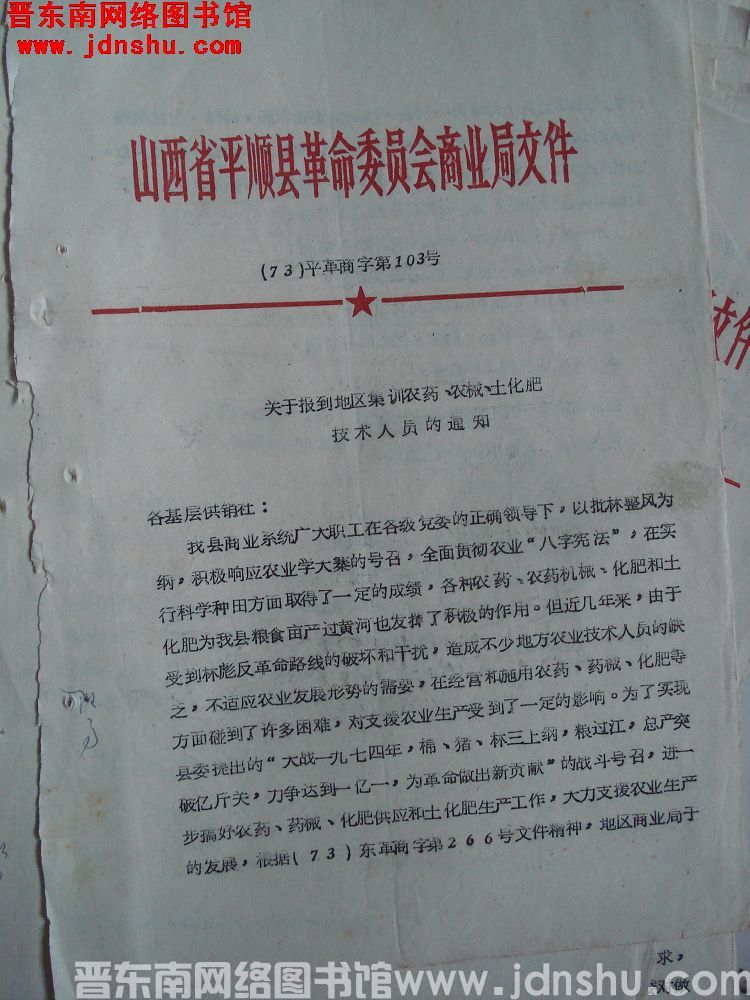 晋东南网络图书馆
www.jdnshu.com
山西省平顺县革命委员会商业局文件
(73)平革商字第103号
关于报到地区集训农药、农械、土化肥
技术人员的通知
各基层供销社：
我县商业系统广大职工在各级党委的正确领导下，以批林整风为
纲，积极响应农业学大寨的号召，全面贯彻农业“八字宪法”，在实
行科学种田方面取得了一定的成绩，各种农药、农药机械、化肥和土
化肥为我县粮食亩产过黄河也发挥了积极的作用。但近几年来，由于
受到林彪反革命路线的破坏和干扰，造成不少地方农业技术人员的缺
乏，不适应农业发展形势的需要，在经营和施用农药、药械、化肥等
方面碰到了许多困难，对支援农业生产受到了一定的影响。为了实现
县委提出的“大战一九七四年，棉、猪、林三上纲，粮过江，总产突
破亿斤关，力争达到一亿一，为革命做出新贡献”的战斗号召，进一
步搞好农药、药械、化肥供应和土化肥生产工作，大力支援农业生产
的发展，根据(73)东革商字第266号文件精神，地区商业局于
文件
求，
做
晋东南网络图书馆www.jdnshu.com